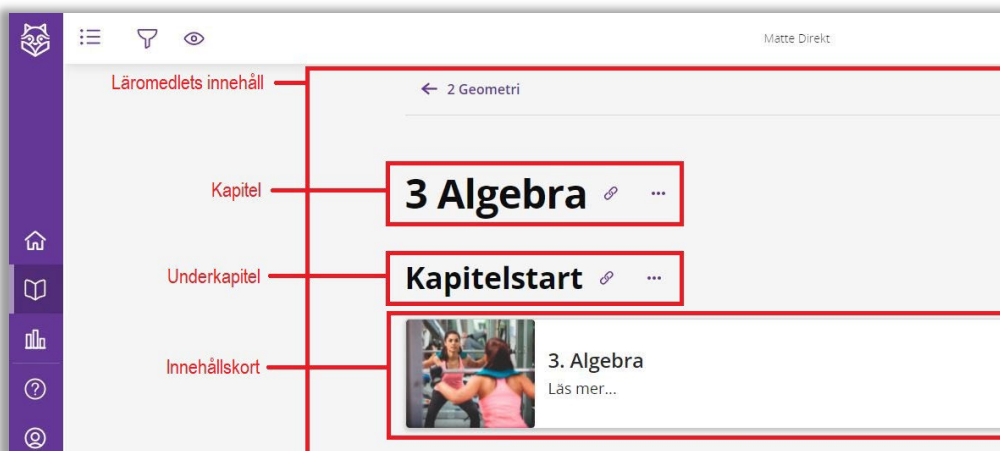 Matte Direkt
Läromedlets innehåll
← 2 Geometri
Kapitel
3 Algebra
Underkapitel
Kapitelstart
Innehållskort
3. Algebra
Läs mer...